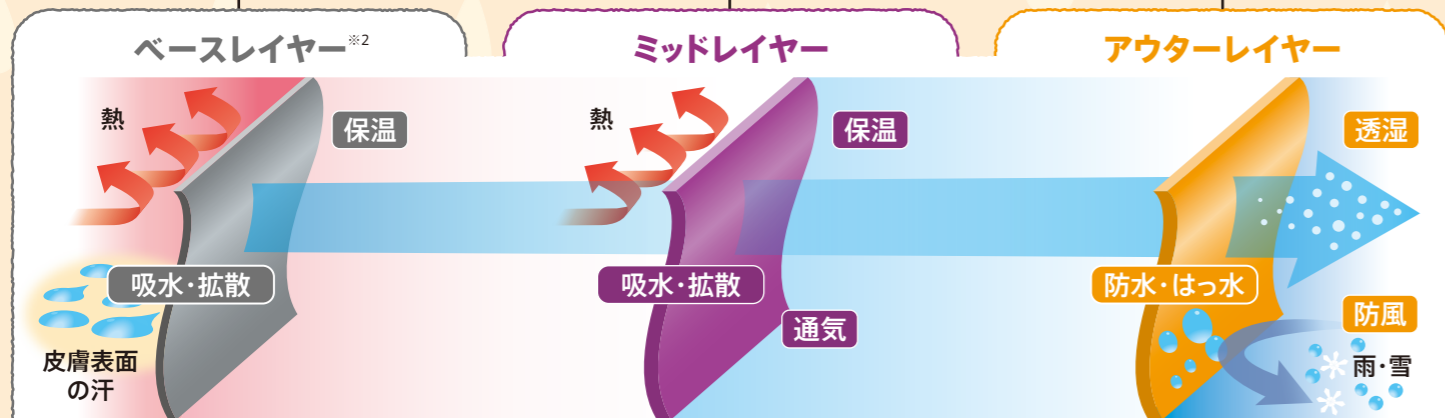 ベースレイヤー※2
熱
保温
吸水・拡散
皮膚表面
の汗
ミッドレイヤー
熱
保温
吸水・拡散
通気
アウターレイヤー
透湿
防水・はっ水
防風
雨・雪